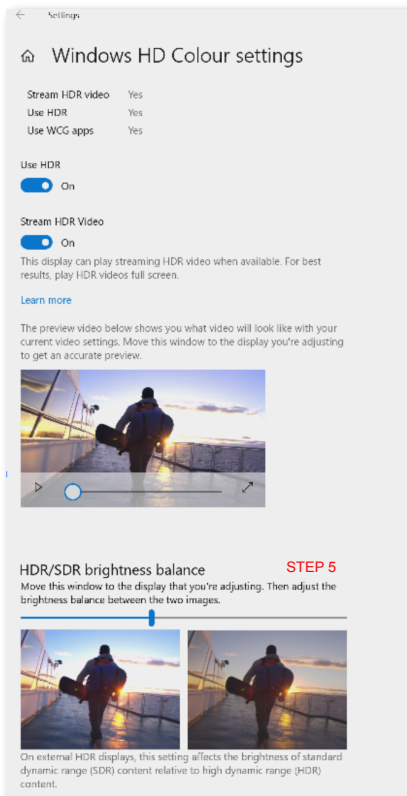 Settings
Windows HD Colour settings
Stream HDR video Yes
Use HDR Yes
Use WCG apps Yes
Use HDR
On
Stream HDR Video
On
This display can play streaming HDR video when available. For best
results, play HDR videos full screen.
Learn more
The preview video below shows you what video will look like with your
current video settings. Move this window to the display you're adjusting
to get an accurate preview.
HDR/SDR brightness balance STEP 5
Move this window to the display that you're adjusting. Then adjust the
brightness balance between the two images.
On external HDR displays, this setting affects the brightness of standard
dynamic range (SDR) content relative to high dynamic range (HDR)
content.